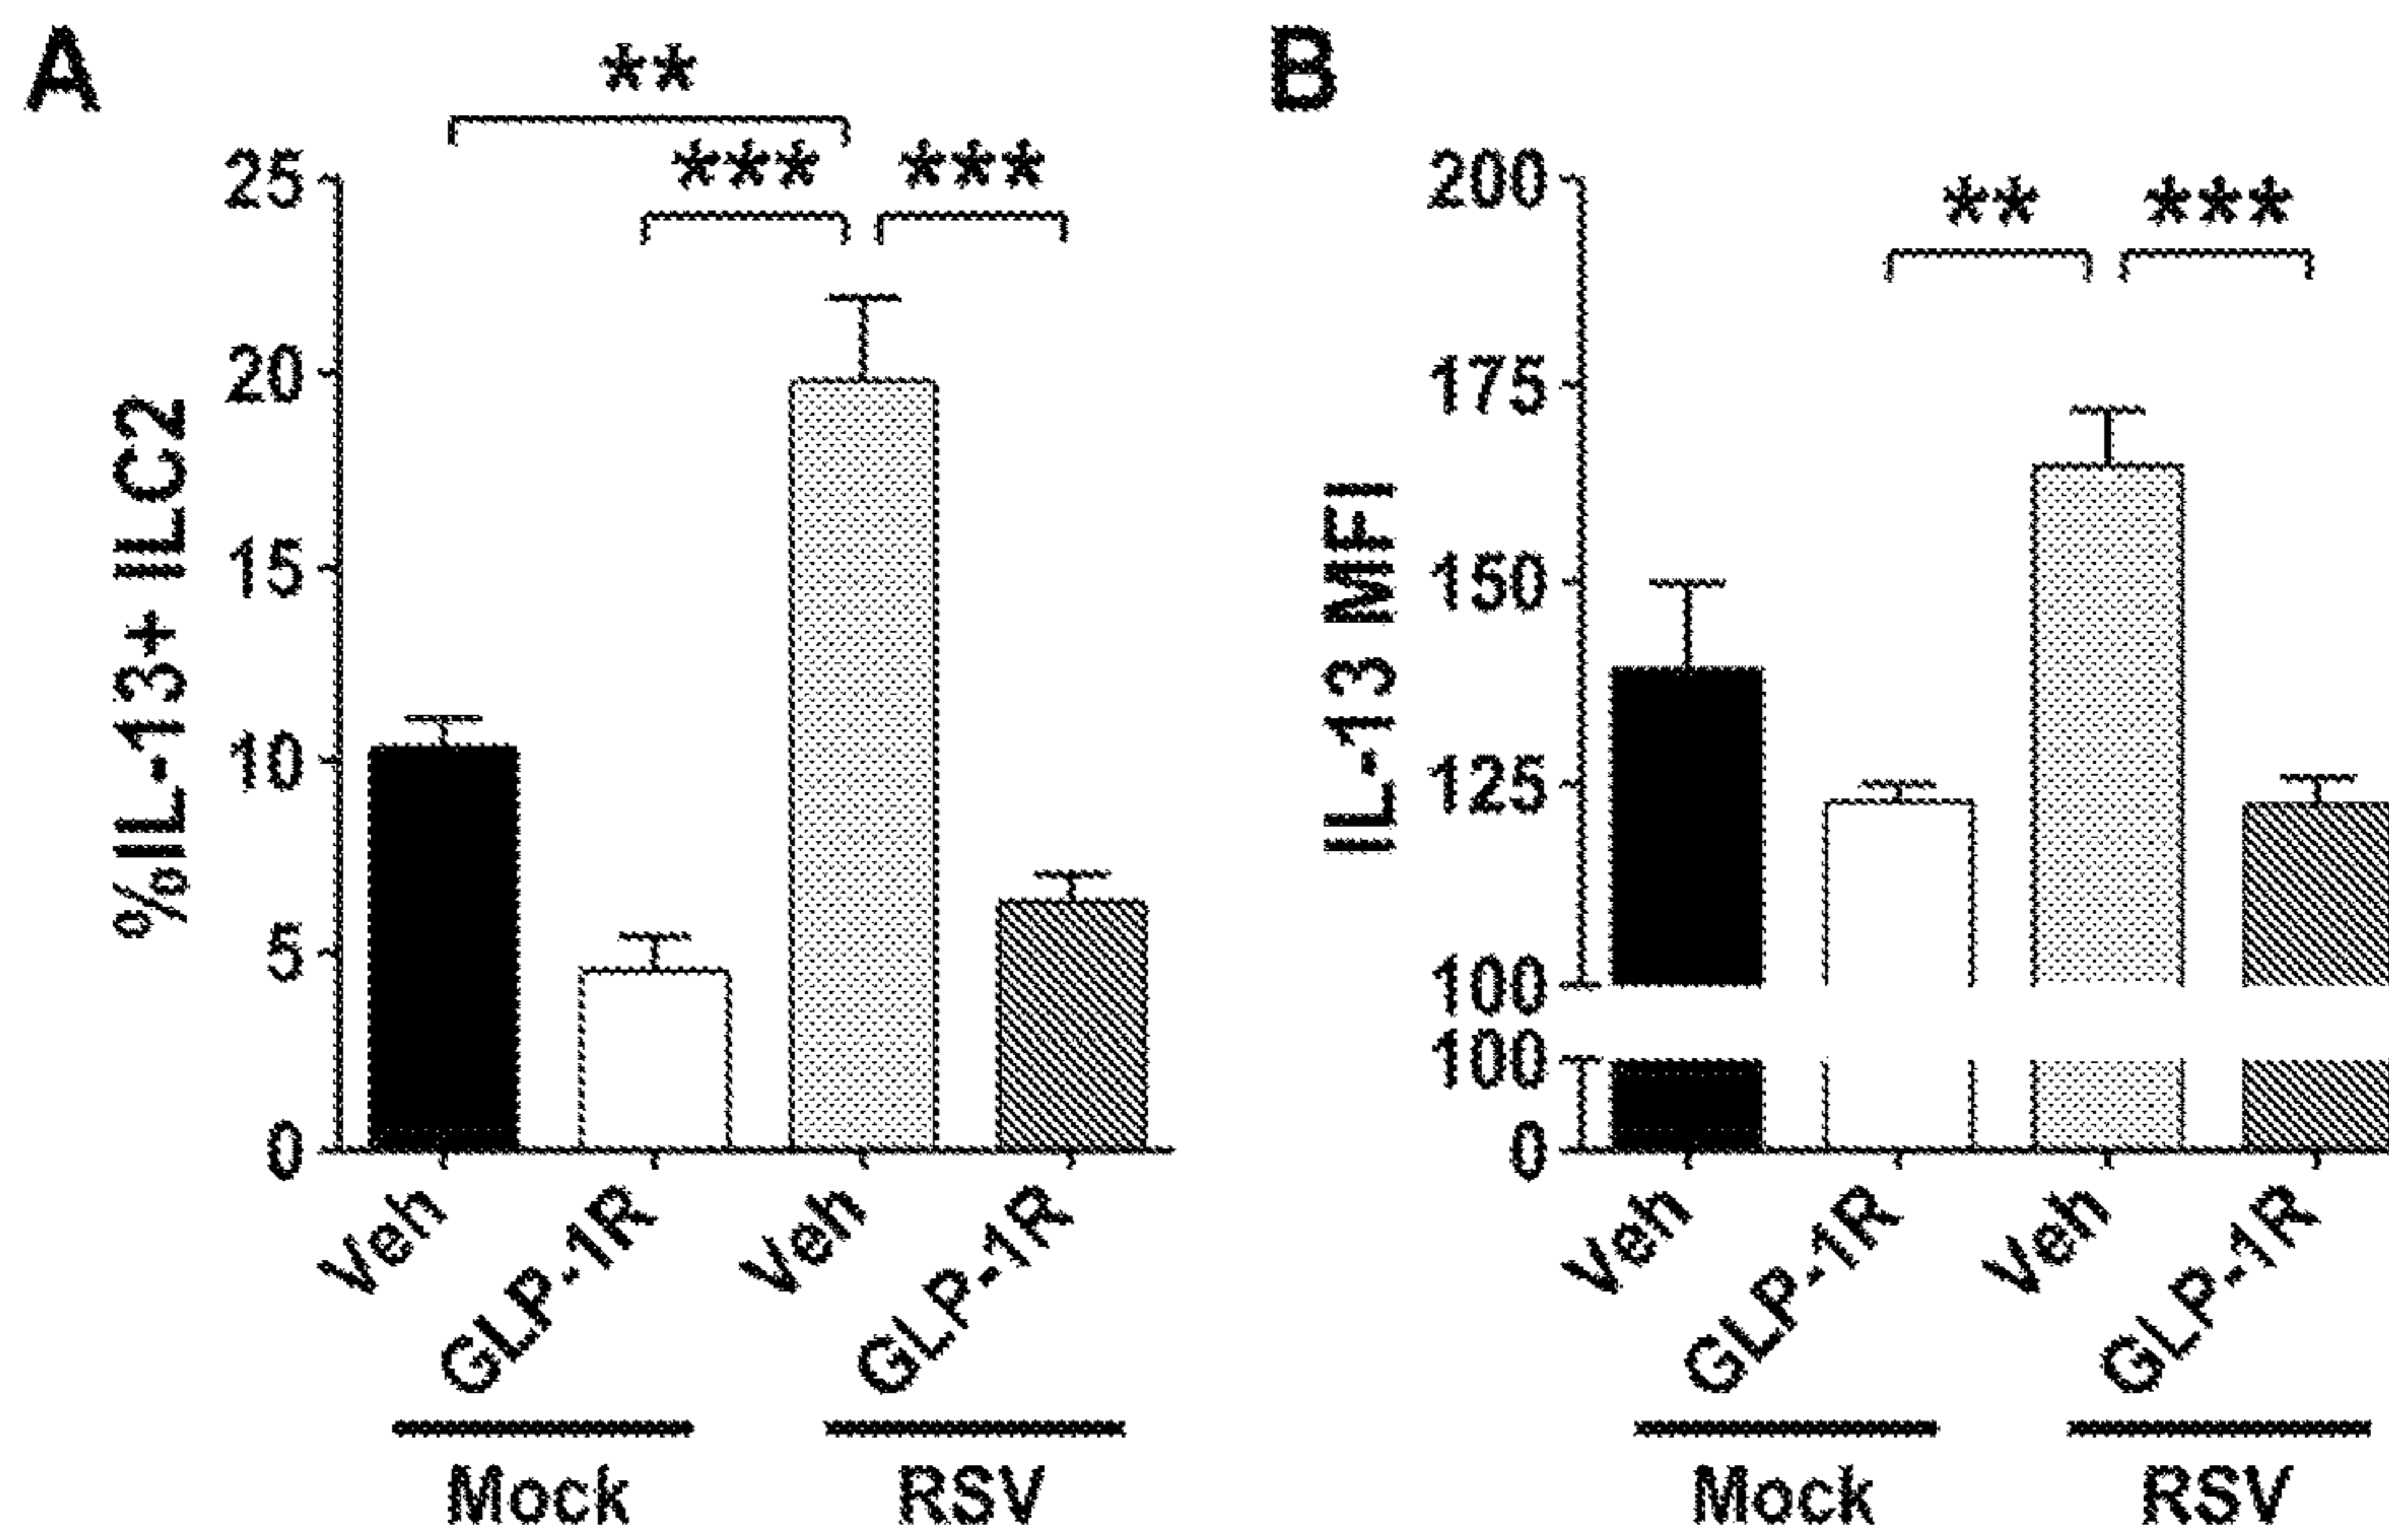 A
**
*** ***
25
20
15
10
5
0
%IL-13+ ILC2
Veh
GLP-1R
Veh
GLP-1R
Mock
RSV
B
** ***
200
175
150
125
100
100
0
IL-13 MFI
Veh
GLP-1R
Veh
GLP-1R
Mock
RSV